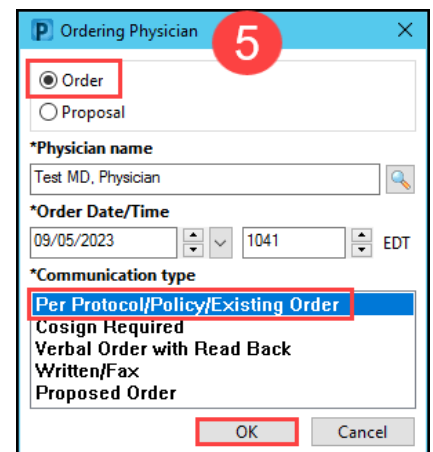 P Ordering Physician
5
Order
Proposal
*Physician name
Test MD, Physician
*Order Date/Time
09/05/2023 1041 EDT
*Communication type
Per Protocol/Policy/Existing Order
Cosign Required
Verbal Order with Read Back
Written/Fax
Proposed Order
OK Cancel